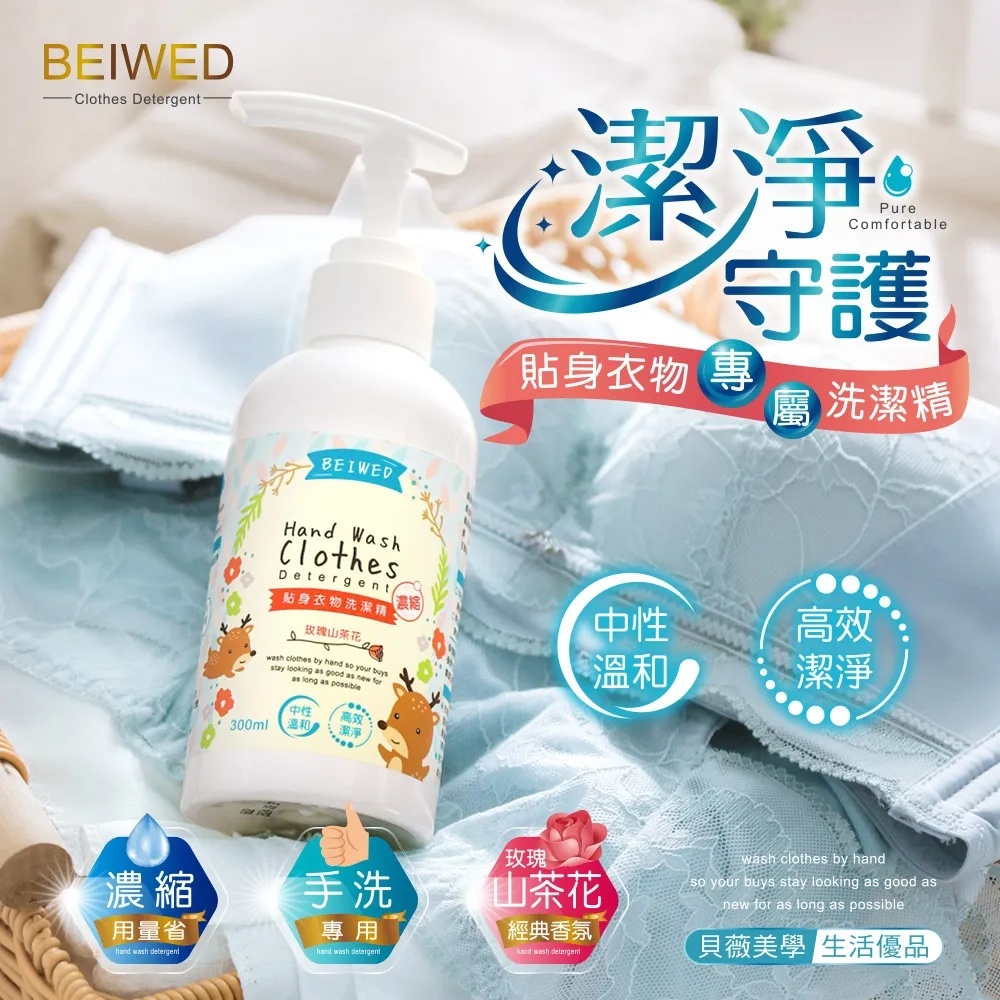 BEIWED
Clothes Detergent
潔淨
Pure
Comfortable
守護
貼身衣物專屬洗潔精
BEIWED
Hand Wash
Clothes
Detergent
濃縮
貼身衣物洗潔精
玫瑰山茶花
wash clothes by hand so your buys
stay looking as good as new for
as long as possible
300ml
中性
溫和
高效
潔淨
中性
溫和
高效
潔淨
濃縮
用量省
hand wash detergent
手洗
專用
hand wash detergent
玫瑰
山茶花
經典香氛
hand wash detergent
wash clothes by hand
so your buys stay looking as good as
new for as long as possible
貝薇美學 生活優品